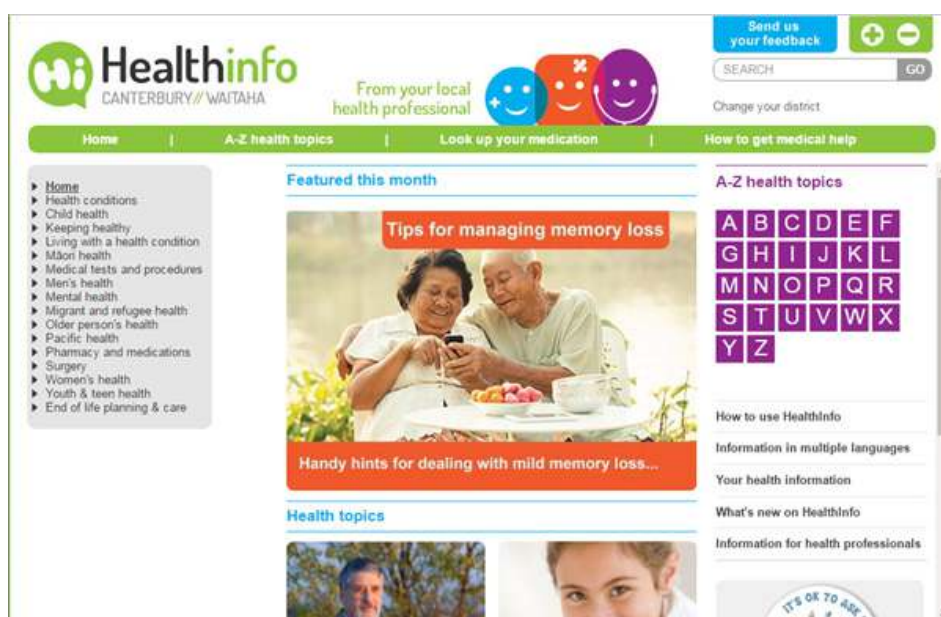 Send us
your feedback
Hi Healthinfo
CANTERBURY// WAITAHA
From your local
health professional
SEARCH GO
Change your district
Home | A-Z health topics | Look up your medication | How to get medical help
Home
Health conditions
Child health
Keeping healthy
Living with a health condition
Māori health
Medical tests and procedures
Men's health
Mental health
Migrant and refugee health
Older person's health
Pacific health
Pharmacy and medications
Surgery
Women's health
Youth & teen health
End of life planning & care
Featured this month
Tips for managing memory loss
Handy hints for dealing with mild memory loss...
Health topics
A-Z health topics
A B C D E F
G H I J K L
M N O P Q R
S T U V W X
Y Z
How to use HealthInfo
Information in multiple languages
Your health information
What's new on HealthInfo
Information for health professionals
IT'S OK TO ASK